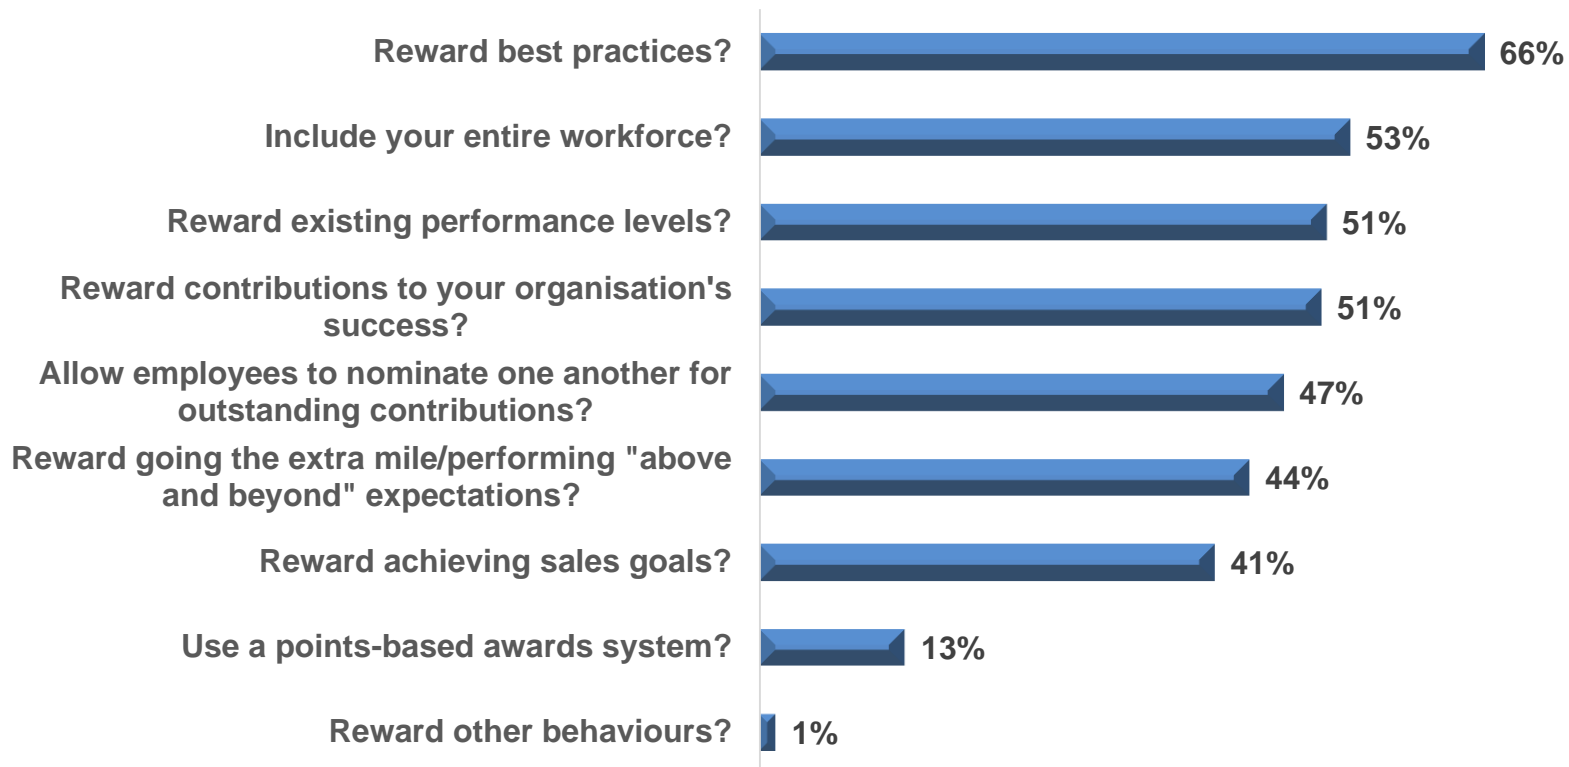 Reward best practices?
66%
Include your entire workforce?
53%
Reward existing performance levels?
51%
Reward contributions to your organisation's
success?
51%
Allow employees to nominate one another for
outstanding contributions?
47%
Reward going the extra mile/performing "above
and beyond" expectations?
44%
Reward achieving sales goals?
41%
Use a points-based awards system?
13%
Reward other behaviours?
1%